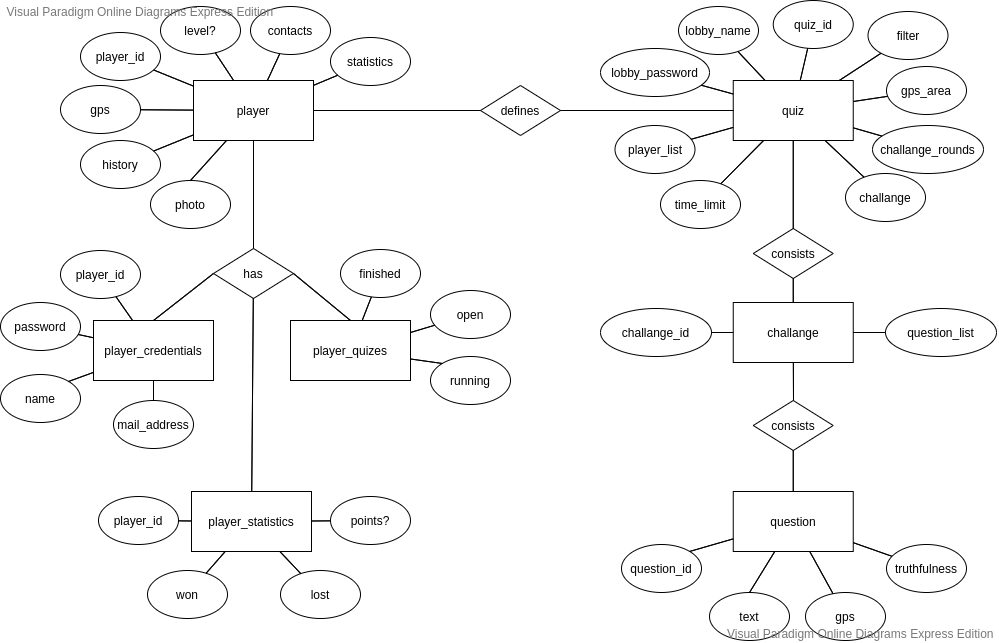 Visual Paradigm Online Diagrams Express Edition
level?
contacts
player_id
statistics
gps
player
history
photo
defines
lobby_name
quiz_id
filter
lobby_password
gps_area
quiz
player_list
challange_rounds
time_limit
challange
has
consists
player_id
finished
password
open
player_credentials
player_quizes
running
name
mail_address
challange_id
challange
question_list
consists
player_id
player_statistics
points?
won
lost
question
question_id
truthfulness
text
gps
Visual Paradigm Online Diagrams Express Edition